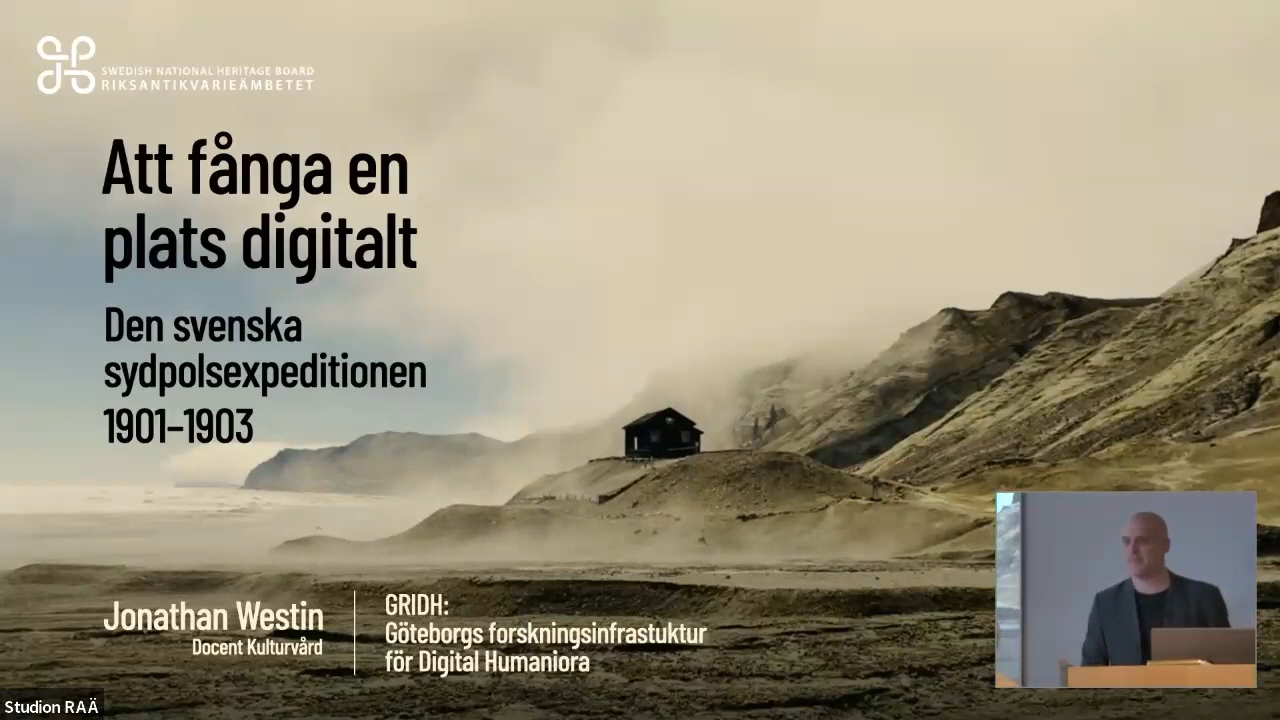 SWEDISH NATIONAL HERITAGE BOARD
RIKSANTIKVARIEÄMBETET
Att fånga en
plats digitalt
Den svenska
sydpolsexpeditionen
1901–1903
Jonathan Westin
Docent Kulturvård
GRIDH:
Göteborgs forskningsinfrastuktur
för Digital Humaniora
Studion RAÄ